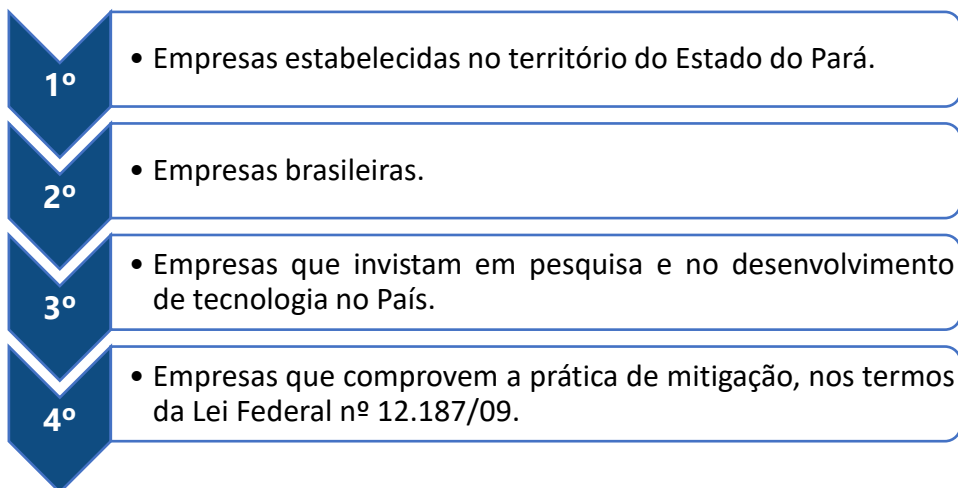 1º
• Empresas estabelecidas no território do Estado do Pará.
2º
• Empresas brasileiras.
3º
• Empresas que invistam em pesquisa e no desenvolvimento
de tecnologia no País.
4º
• Empresas que comprovem a prática de mitigação, nos termos
da Lei Federal nº 12.187/09.